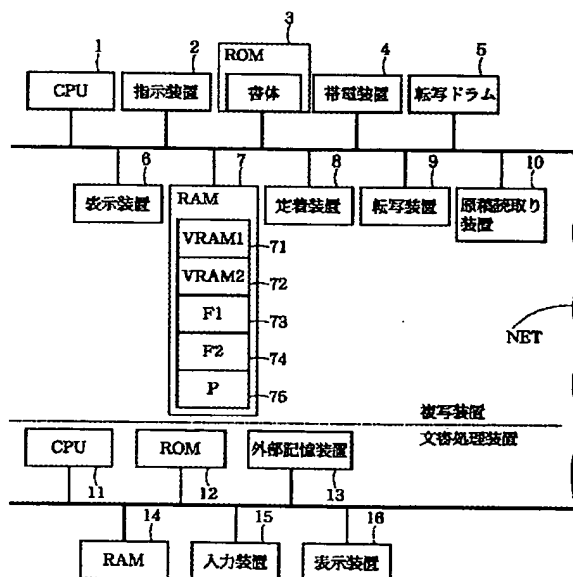 1
2
3
4
5
CPU
指示装置
ROM
書体
帯電装置
転写ドラム
6
7
8
9
10
表示装置
RAM
VRAM1
71
VRAM2
72
F1
73
F2
74
P
75
定着装置
転写装置
原稿読取り
装置
NET
複写装置
文書処理装置
CPU
ROM
外部記憶装置
11
12
13
14
15
16
RAM
入力装置
表示装置